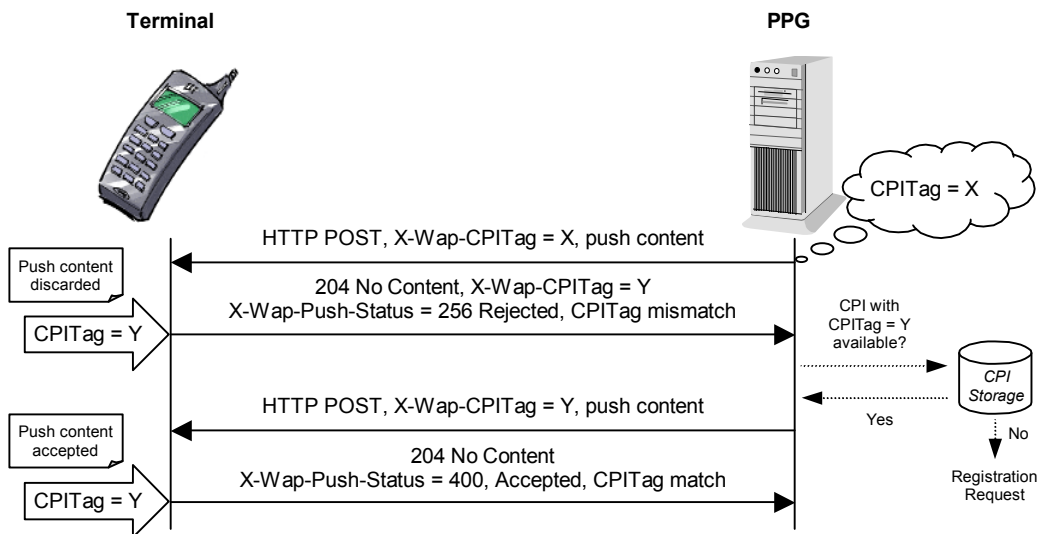 Terminal
PPG
CPITag = X
HTTP POST, X-Wap-CPITag = X, push content
Push content
discarded
204 No Content, X-Wap-CPITag = Y
X-Wap-Push-Status = 256 Rejected, CPITag mismatch
CPITag = Y
CPI with
CPITag = Y
available?
CPI
Storage
Yes
No
Registration
Request
HTTP POST, X-Wap-CPITag = Y, push content
Push content
accepted
204 No Content
X-Wap-Push-Status = 400, Accepted, CPITag match
CPITag = Y